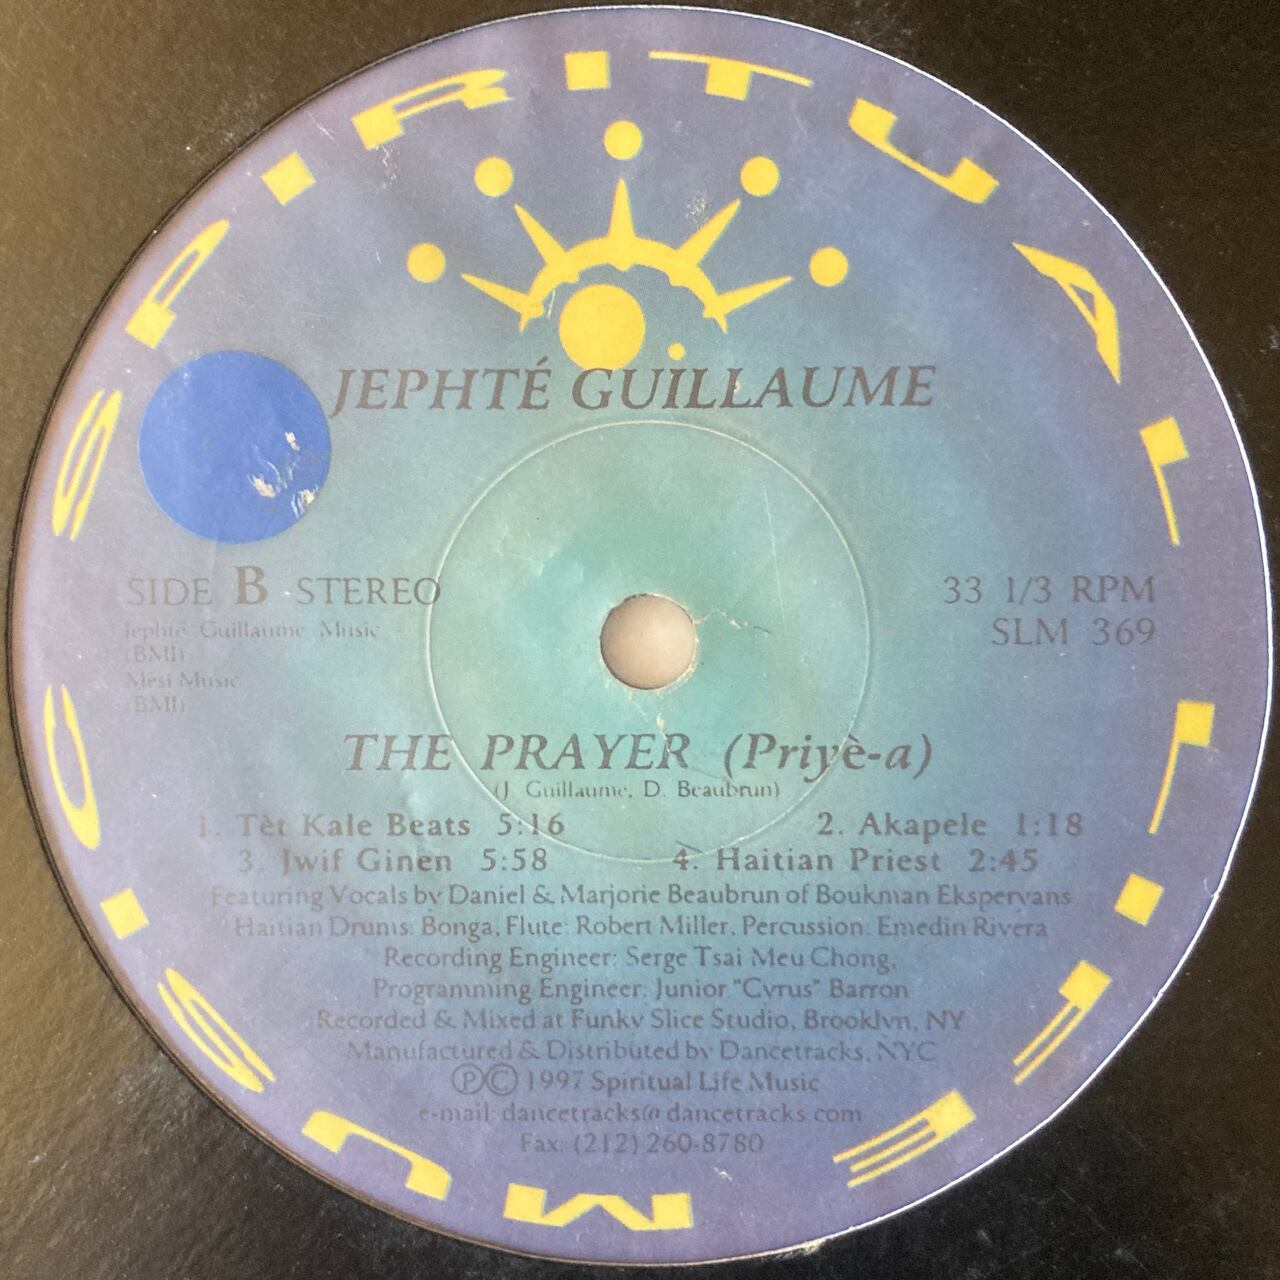 SPIRITUAL LIFE MUSIC
JEPHTÉ GUILLAUME
SIDE B STEREO
33 1/3 RPM
Jephté Guillaume Music
(BMI)
SLM 369
Mesi Music
(BMI)
THE PRAYER (Priyè-a)
(J. Guillaume, D. Beaubrun)
1. Tèt Kale Beats 5:16 2. Akapele 1:18
3. Jwif Ginen 5:58 4. Haitian Priest 2:45
Featuring Vocals by Daniel & Marjorie Beaubrun of Boukman Ekspervans
Haitian Drums: Bonga, Flute: Robert Miller, Percussion: Emedin Rivera
Recording Engineer: Serge Tsai Meu Chong,
Programming Engineer: Junior "Cyrus" Barron
Recorded & Mixed at Funky Slice Studio, Brooklyn, NY
Manufactured & Distributed by Dancetracks, NYC
℗© 1997 Spiritual Life Music
e-mail: dancetracks@dancetracks.com
Fax: (212) 260-8780